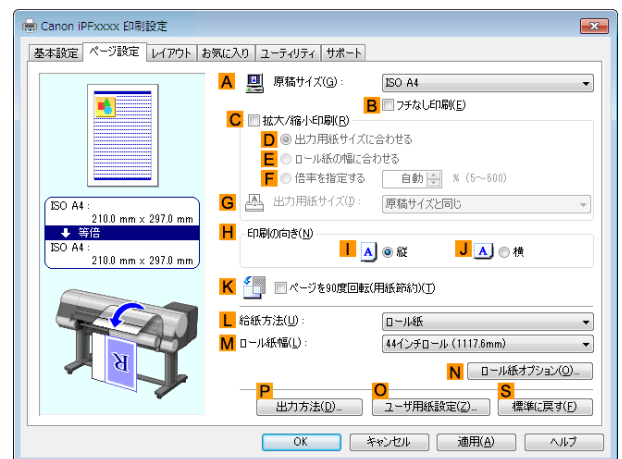 Canon iPFxxxx 印刷設定
基本設定 ページ設定 レイアウト お気に入り ユーティリティ サポート
A 原稿サイズ(G): ISO A4
B フチなし印刷(E)
C 拡大/縮小印刷(R)
D 出力用紙サイズに合わせる
E ロール紙の幅に合わせる
F 倍率を指定する 自動 % (5～600)
G 出力用紙サイズ(I): 原稿サイズと同じ
ISO A4 :
210.0 mm x 297.0 mm
等倍
ISO A4 :
210.0 mm x 297.0 mm
H 印刷の向き(N)
I A 縦 J A 横
K ページを90度回転(用紙節約)(T)
L 給紙方法(U): ロール紙
M ロール紙幅(L): 44インチロール (1117.6mm)
N ロール紙オプション(O)...
R
P O S
出力方法(D)... ユーザ用紙設定(Z)... 標準に戻す(F)
OK キャンセル 適用(A) ヘルプ